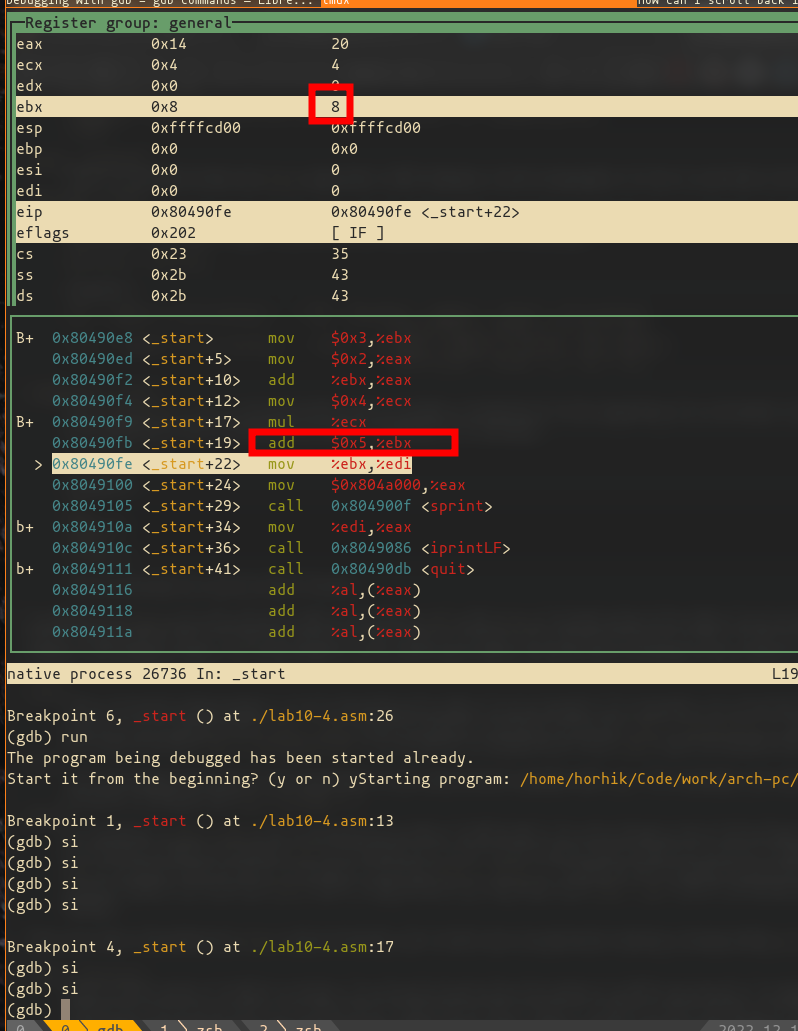 Debugging with gdb – gdb commands – Libre... tmux
Register group: general
eax 0x14 20
ecx 0x4 4
edx 0x0 0
ebx 0x8 8
esp 0xffffcd00 0xffffcd00
ebp 0x0 0x0
esi 0x0 0
edi 0x0 0
eip 0x80490fe 0x80490fe <_start+22>
eflags 0x202 [ IF ]
cs 0x23 35
ss 0x2b 43
ds 0x2b 43
B+ 0x80490e8 <_start> mov $0x3,%ebx
0x80490ed <_start+5> mov $0x2,%eax
0x80490f2 <_start+10> add %ebx,%eax
0x80490f4 <_start+12> mov $0x4,%ecx
B+ 0x80490f9 <_start+17> mul %ecx
0x80490fb <_start+19> add $0x5,%ebx
> 0x80490fe <_start+22> mov %ebx,%edi
0x8049100 <_start+24> mov $0x804a000,%eax
0x8049105 <_start+29> call 0x804900f <sprint>
b+ 0x804910a <_start+34> mov %edi,%eax
0x804910c <_start+36> call 0x8049086 <iprintLF>
b+ 0x8049111 <_start+41> call 0x80490db <quit>
0x8049116 add %al,(%eax)
0x8049118 add %al,(%eax)
0x804911a add %al,(%eax)
native process 26736 In: _start L19
Breakpoint 6, _start () at ./lab10-4.asm:26
(gdb) run
The program being debugged has been started already.
Start it from the beginning? (y or n) yStarting program: /home/horhik/Code/work/arch-pc/
Breakpoint 1, _start () at ./lab10-4.asm:13
(gdb) si
(gdb) si
(gdb) si
(gdb) si
Breakpoint 4, _start () at ./lab10-4.asm:17
(gdb) si
(gdb) si
(gdb)
0 0 gdb 1 zsh 2 zsh